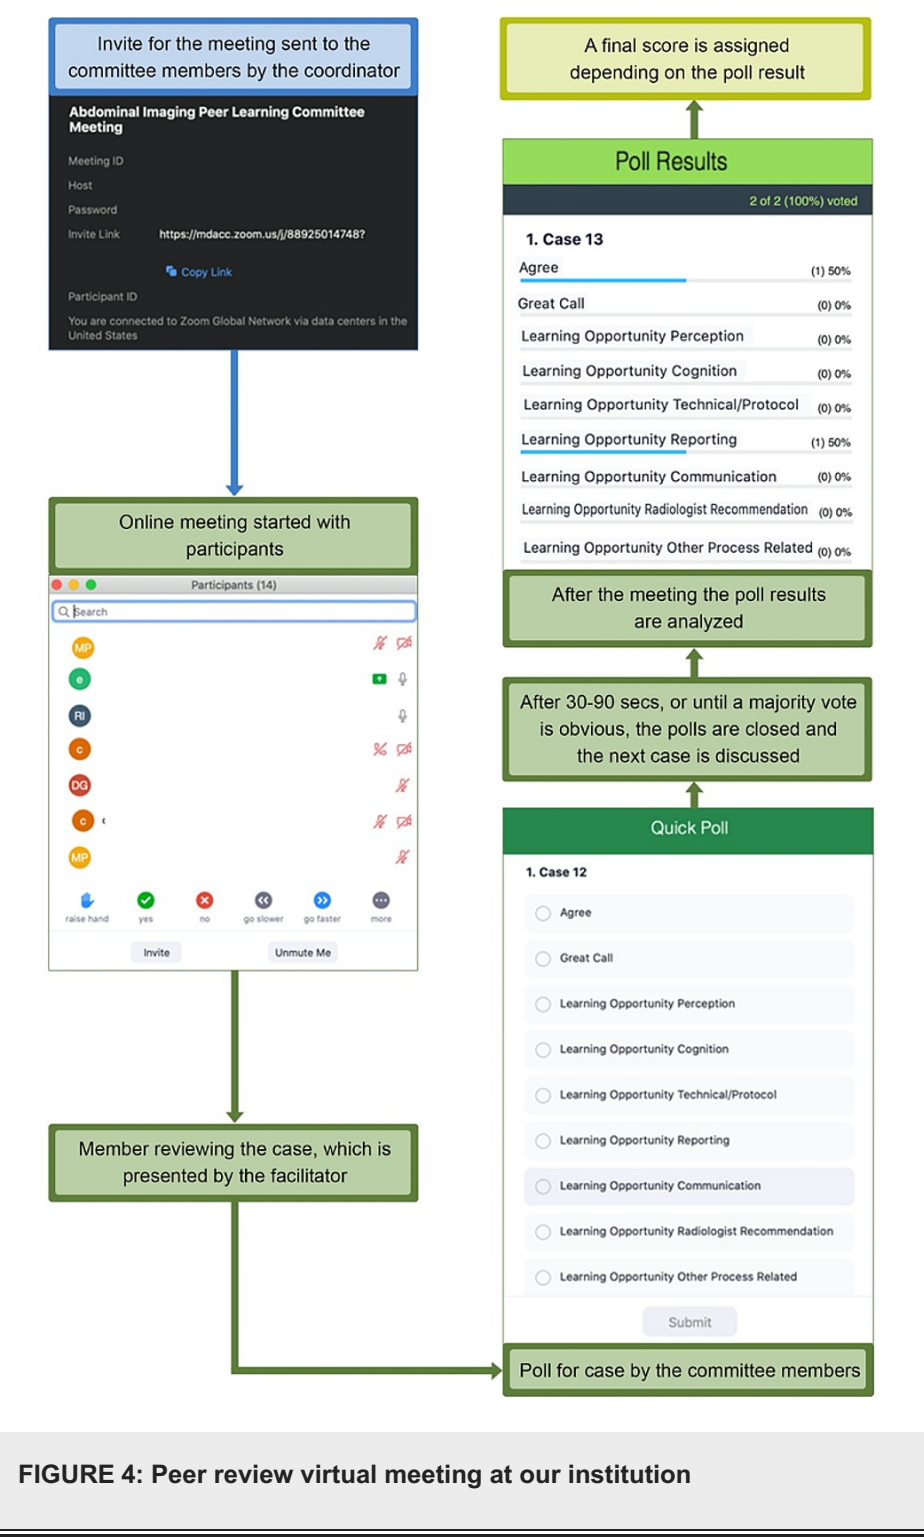 Invite for the meeting sent to the
committee members by the coordinator
Abdominal Imaging Peer Learning Committee
Meeting
Meeting ID
Host
Password
Invite Link https://mdacc.zoom.us/j/88925014748?
Copy Link
Participant ID
You are connected to Zoom Global Network via data centers in the
United States
Online meeting started with
participants
Participants (14)
Search
MP
e
RI
c
DG
c
MP
raise hand yes no go slower go faster more
Invite Unmute Me
Member reviewing the case, which is
presented by the facilitator
Poll for case by the committee members
Quick Poll
1. Case 12
Agree
Great Call
Learning Opportunity Perception
Learning Opportunity Cognition
Learning Opportunity Technical/Protocol
Learning Opportunity Reporting
Learning Opportunity Communication
Learning Opportunity Radiologist Recommendation
Learning Opportunity Other Process Related
Submit
After 30-90 secs, or until a majority vote
is obvious, the polls are closed and
the next case is discussed
After the meeting the poll results
are analyzed
Poll Results
2 of 2 (100%) voted
1. Case 13
Agree (1) 50%
Great Call (0) 0%
Learning Opportunity Perception (0) 0%
Learning Opportunity Cognition (0) 0%
Learning Opportunity Technical/Protocol (0) 0%
Learning Opportunity Reporting (1) 50%
Learning Opportunity Communication (0) 0%
Learning Opportunity Radiologist Recommendation (0) 0%
Learning Opportunity Other Process Related (0) 0%
A final score is assigned
depending on the poll result
FIGURE 4: Peer review virtual meeting at our institution